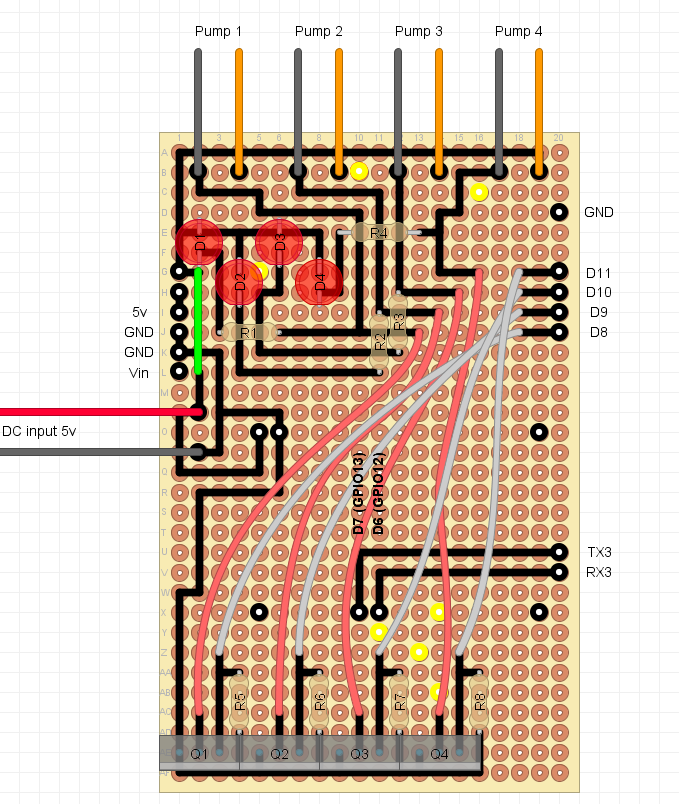 Pump 1 Pump 2 Pump 3 Pump 4
1 3 5 6 8 10 11 13 15 16 18 20
A
B
C
D GND
E D1 D3 R4
F
G D2 D4 D11
H D10
I 5v R3 D9
J GND R1 R2 D8
K GND
L Vin
M
DC input 5v
O
Q
R
S
T
D7 (GPIO13)
D6 (GPIO12)
U TX3
V RX3
W
X
Y
Z
AA
AB R5 R6 R7 R8
AC
AD
Q1 Q2 Q3 Q4